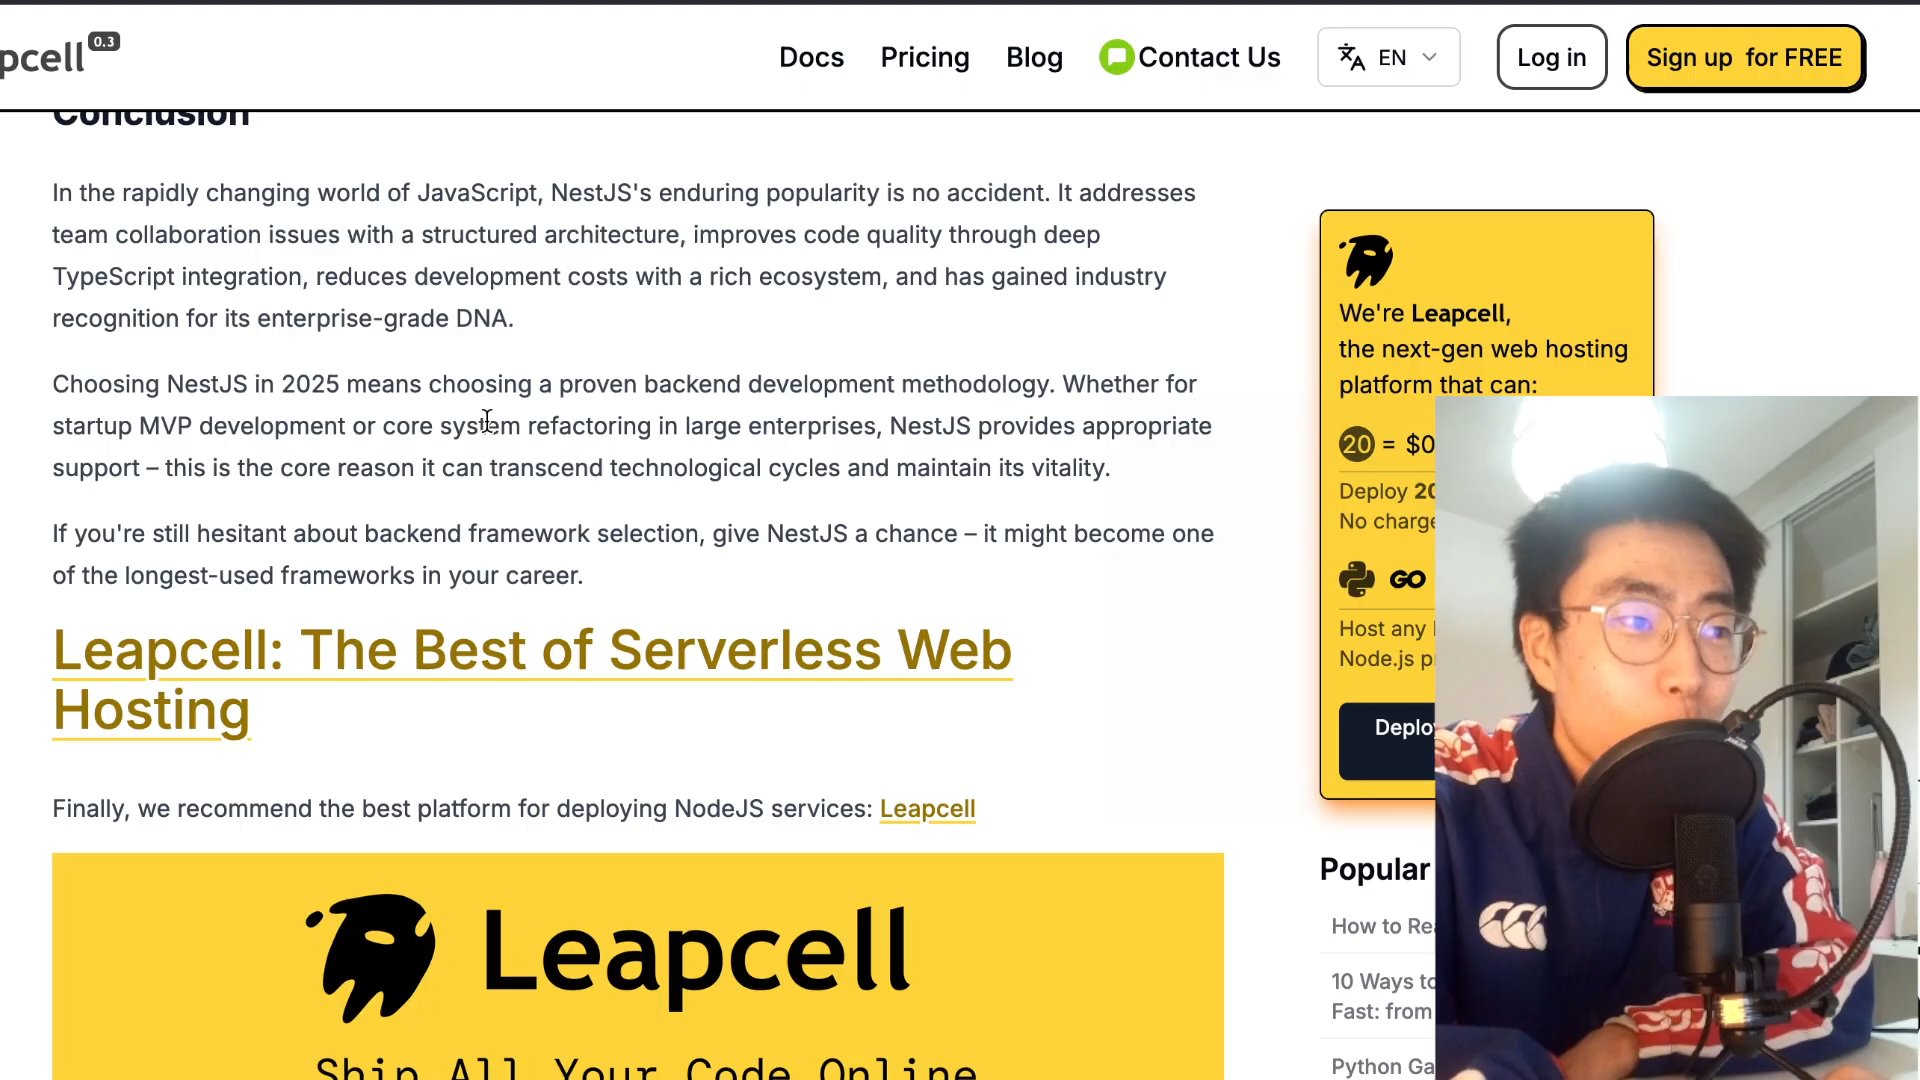 pcell 0.3
Docs Pricing Blog Contact Us EN Log in Sign up for FREE
Conclusion
In the rapidly changing world of JavaScript, NestJS's enduring popularity is no accident. It addresses
team collaboration issues with a structured architecture, improves code quality through deep
TypeScript integration, reduces development costs with a rich ecosystem, and has gained industry
recognition for its enterprise-grade DNA.
Choosing NestJS in 2025 means choosing a proven backend development methodology. Whether for
startup MVP development or core system refactoring in large enterprises, NestJS provides appropriate
support – this is the core reason it can transcend technological cycles and maintain its vitality.
If you're still hesitant about backend framework selection, give NestJS a chance – it might become one
of the longest-used frameworks in your career.
Leapcell: The Best of Serverless Web
Hosting
Finally, we recommend the best platform for deploying NodeJS services: Leapcell
Leapcell
Ship All Your Code Online
We're Leapcell,
the next-gen web hosting
platform that can:
20 = $0
Deploy 20
No charge
GO
Host any
Node.js p
Deploy
Popular
How to Rea
10 Ways to
Fast: from
Python Ga